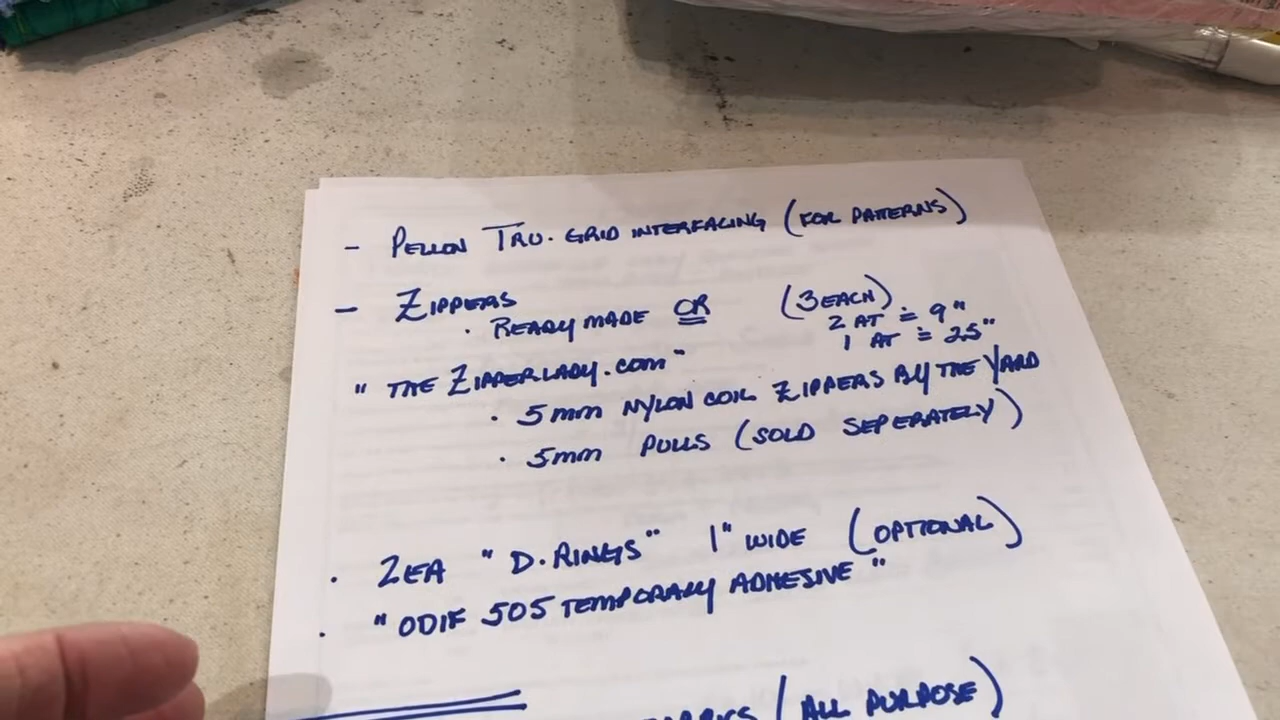 - PELLON TRU-GRID INTERFACING (FOR PATTERNS)
- ZIPPERS (3 EACH)
· READY MADE OR 2 AT = 9"
1 AT = 25"
" THE ZIPPERLADY.COM"
· 5mm NYLON COIL ZIPPERS BY THE YARD
· 5mm PULLS (SOLD SEPERATELY)
· 2EA "D.RINGS" 1" WIDE (OPTIONAL)
· "ODIF 505 TEMPORARY ADHESIVE"
(ALL PURPOSE)